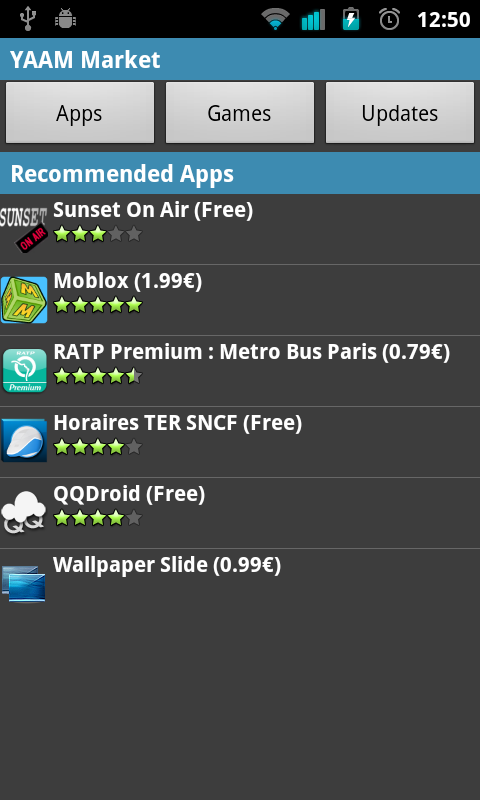 12:50
YAAM Market
Apps Games Updates
Recommended Apps
SUNSET
ON AIR
Sunset On Air (Free)
M
M
M
Moblox (1.99€)
RATP
Premium
RATP Premium : Metro Bus Paris (0.79€)
Horaires TER SNCF (Free)
QQ
QQDroid (Free)
Wallpaper Slide (0.99€)